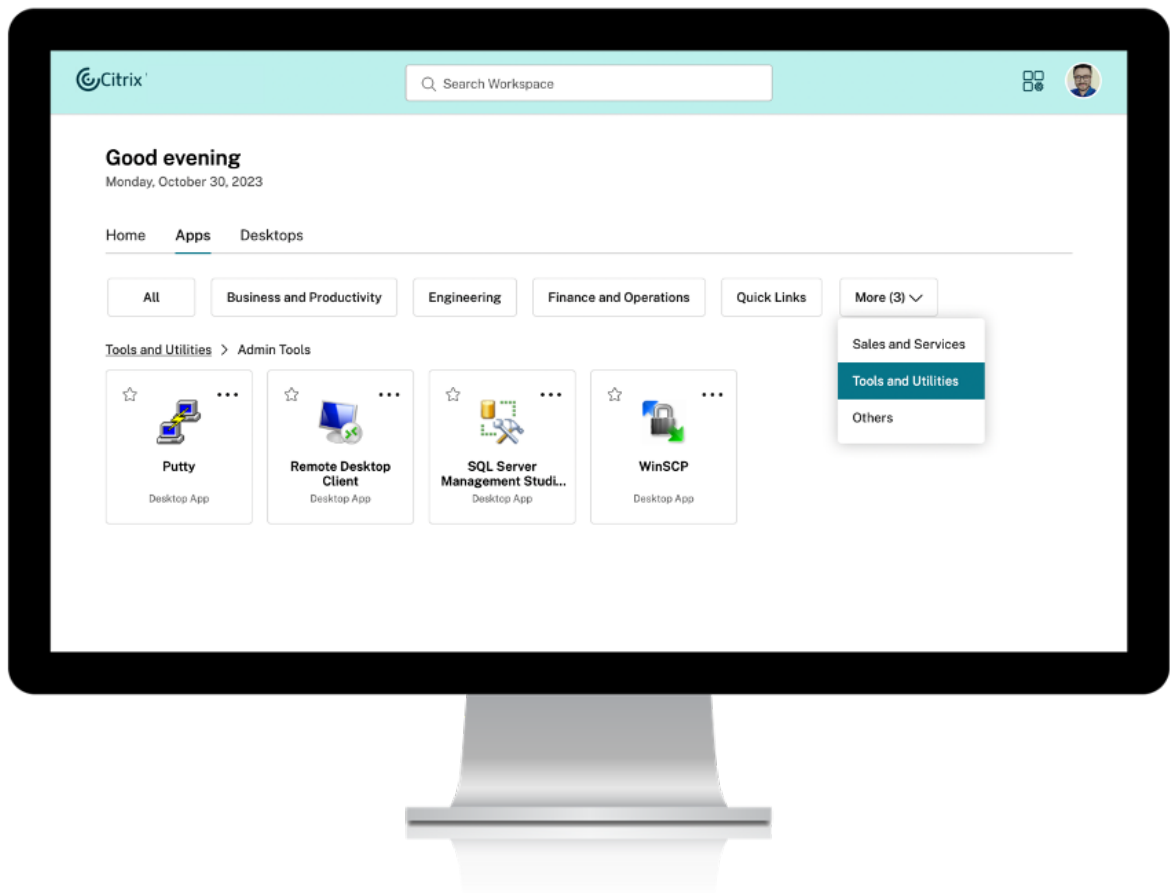 Citrix
Search Workspace
Good evening
Monday, October 30, 2023
Home Apps Desktops
All Business and Productivity Engineering Finance and Operations Quick Links More (3)
Sales and Services
Tools and Utilities
Others
Tools and Utilities > Admin Tools
Putty
Desktop App
Remote Desktop
Client
Desktop App
SQL Server
Management Studi...
Desktop App
WinSCP
Desktop App